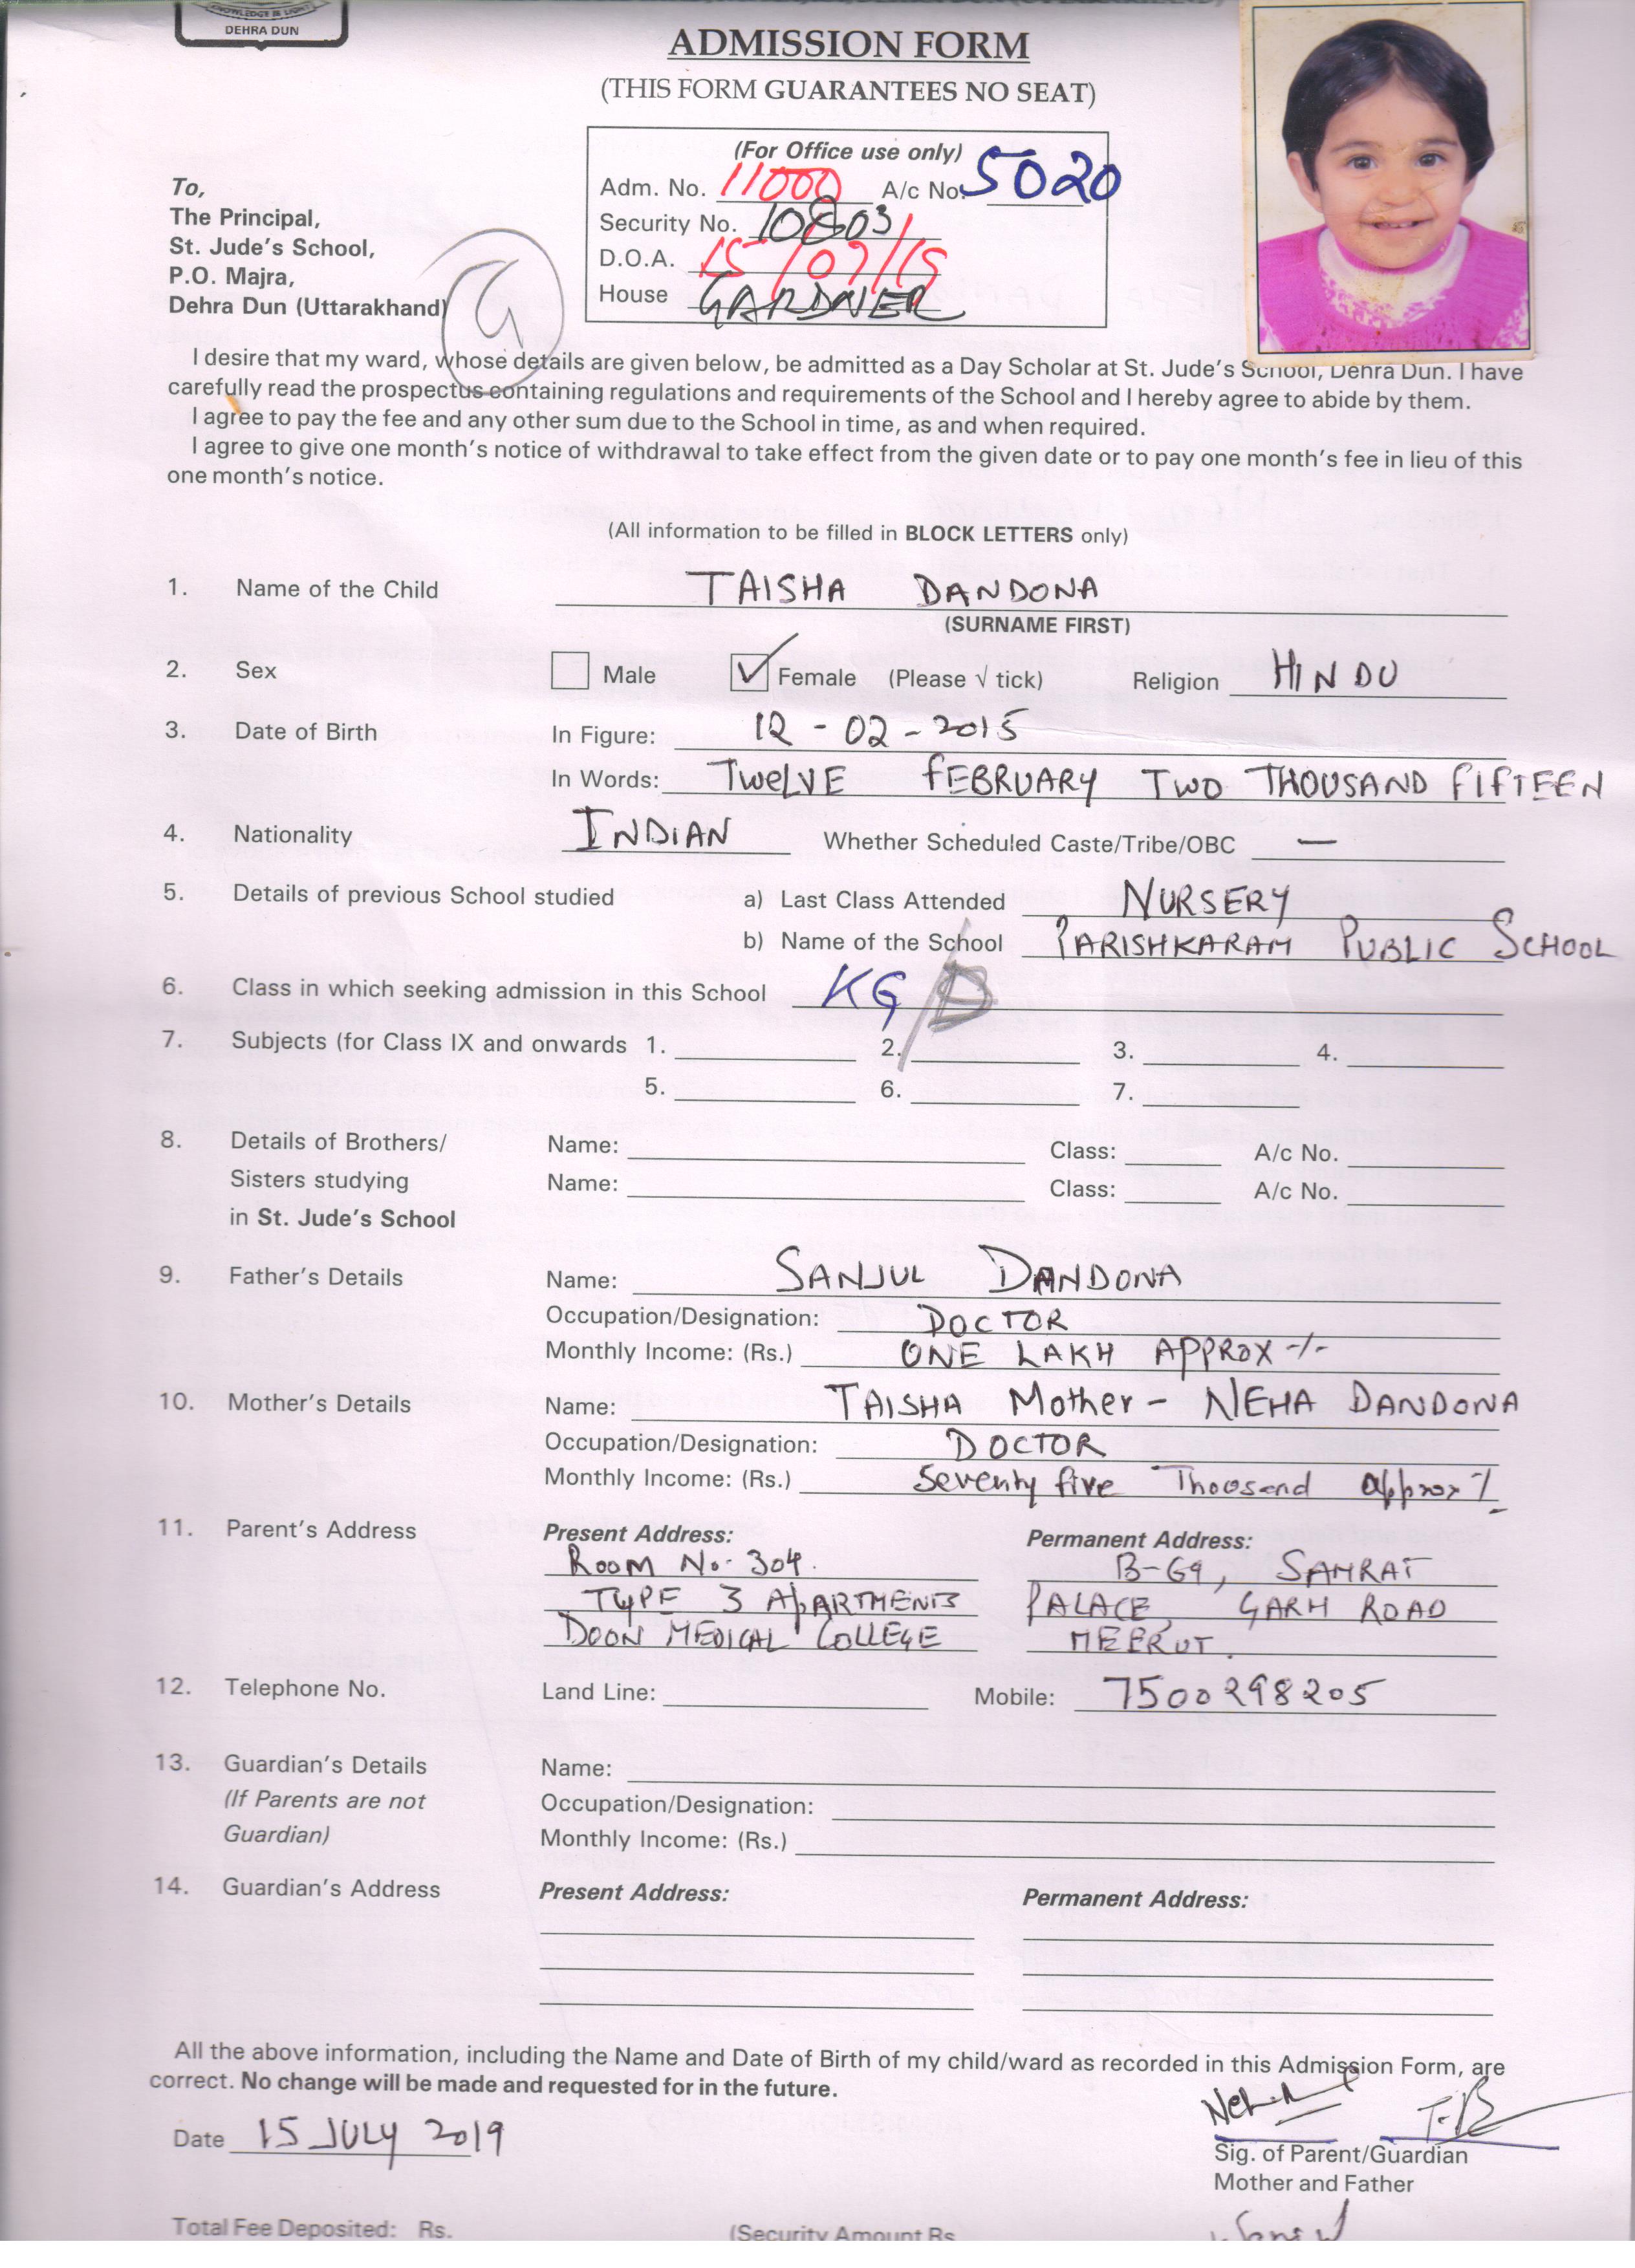 KNOWLEDGE IS LIGHT
DEHRA DUN
ADMISSION FORM
(THIS FORM GUARANTEES NO SEAT)
(For Office use only)
Adm. No. 11000 A/c No. 5020
Security No. 10803
D.O.A. 15/07/19
House GARDNER
To,
The Principal,
St. Jude's School,
P.O. Majra,
Dehra Dun (Uttarakhand)
G
I desire that my ward, whose details are given below, be admitted as a Day Scholar at St. Jude's School, Dehra Dun. I have
carefully read the prospectus containing regulations and requirements of the School and I hereby agree to abide by them.
I agree to pay the fee and any other sum due to the School in time, as and when required.
I agree to give one month's notice of withdrawal to take effect from the given date or to pay one month's fee in lieu of this
one month's notice.
(All information to be filled in BLOCK LETTERS only)
1. Name of the Child TAISHA DANDONA
(SURNAME FIRST)
2. Sex Male Female (Please √ tick) Religion HINDU
3. Date of Birth In Figure: 12 - 02 - 2015
In Words: TWELVE FEBRUARY TWO THOUSAND FIFTEEN
4. Nationality INDIAN Whether Scheduled Caste/Tribe/OBC —
5. Details of previous School studied a) Last Class Attended NURSERY
b) Name of the School PARISHKARAM PUBLIC SCHOOL
6. Class in which seeking admission in this School KG/B
7. Subjects (for Class IX and onwards 1. 2. 3. 4.
5. 6. 7.
8. Details of Brothers/ Name: Class: A/c No.
Sisters studying Name: Class: A/c No.
in St. Jude's School
9. Father's Details Name: SANJUL DANDONA
Occupation/Designation: DOCTOR
Monthly Income: (Rs.) ONE LAKH APPROX -/-
10. Mother's Details Name: TAISHA Mother - NEHA DANDONA
Occupation/Designation: DOCTOR
Monthly Income: (Rs.) Seventy five Thousand approx /-
11. Parent's Address Present Address: Permanent Address:
ROOM No. 304. B-69, SAMRAT
TYPE 3 APARTMENTS PALACE, GARH ROAD
DOON MEDICAL COLLEGE MEERUT.
12. Telephone No. Land Line: Mobile: 7500298205
13. Guardian's Details Name:
(If Parents are not Occupation/Designation:
Guardian) Monthly Income: (Rs.)
14. Guardian's Address Present Address: Permanent Address:
All the above information, including the Name and Date of Birth of my child/ward as recorded in this Admission Form, are
correct. No change will be made and requested for in the future.
Date 15 JULY 2019
Sig. of Parent/Guardian
Mother and Father
Total Fee Deposited: Rs. (Security Amount Rs.